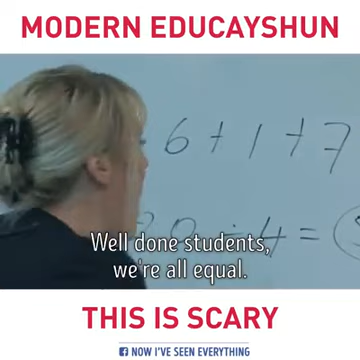 MODERN EDUCAYSHUN
6 + 1 + 7
÷ 4 =
Well done students,
we're all equal.
THIS IS SCARY
NOW I'VE SEEN EVERYTHING